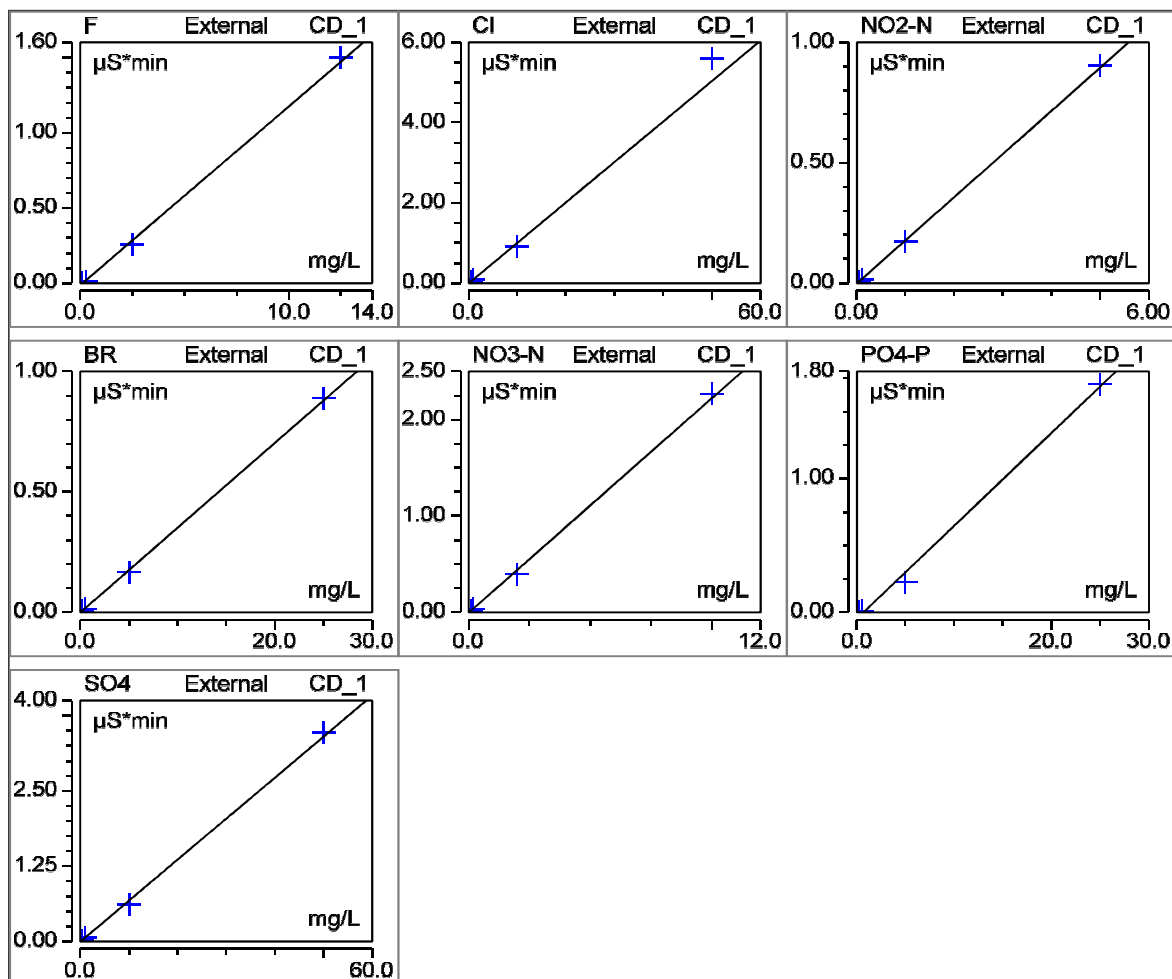 F External CD_1
1.60
µS*min
1.00
0.50
mg/L
0.00
0.0 10.0 14.0
Cl External CD_1
6.00
µS*min
4.00
2.00
mg/L
0.00
0.0 60.0
NO2-N External CD_1
1.00
µS*min
0.50
mg/L
0.00
0.00 6.00
BR External CD_1
1.00
µS*min
0.50
mg/L
0.00
0.0 20.0 30.0
NO3-N External CD_1
2.50
µS*min
2.00
1.00
mg/L
0.00
0.0 12.0
PO4-P External CD_1
1.80
µS*min
1.00
mg/L
0.00
0.0 20.0 30.0
SO4 External CD_1
4.00
µS*min
2.50
1.25
mg/L
0.00
0.0 60.0